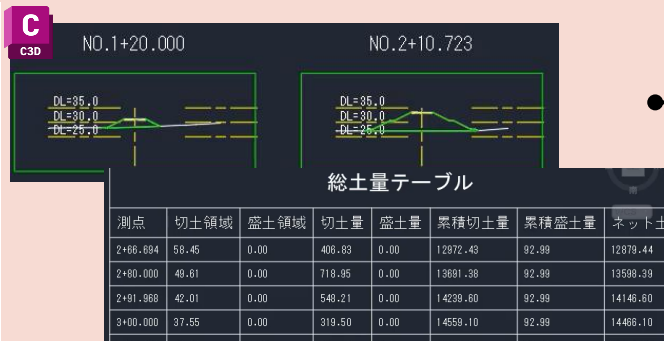 C
C3D
NO.1+20.000
NO.2+10.723
DL=35.0
DL=30.0
DL=25.0
DL=35.0
DL=30.0
DL=25.0
総土量テーブル
測点 切土領域 盛土領域 切土量 盛土量 累積切土量 累積盛土量 ネット土
2+66.694 58.45 0.00 406.83 0.00 12972.43 92.99 12879.44
2+80.000 49.61 0.00 718.95 0.00 13691.38 92.99 13598.39
2+91.968 42.01 0.00 548.21 0.00 14239.60 92.99 14146.60
3+00.000 37.55 0.00 319.50 0.00 14559.10 92.99 14466.10